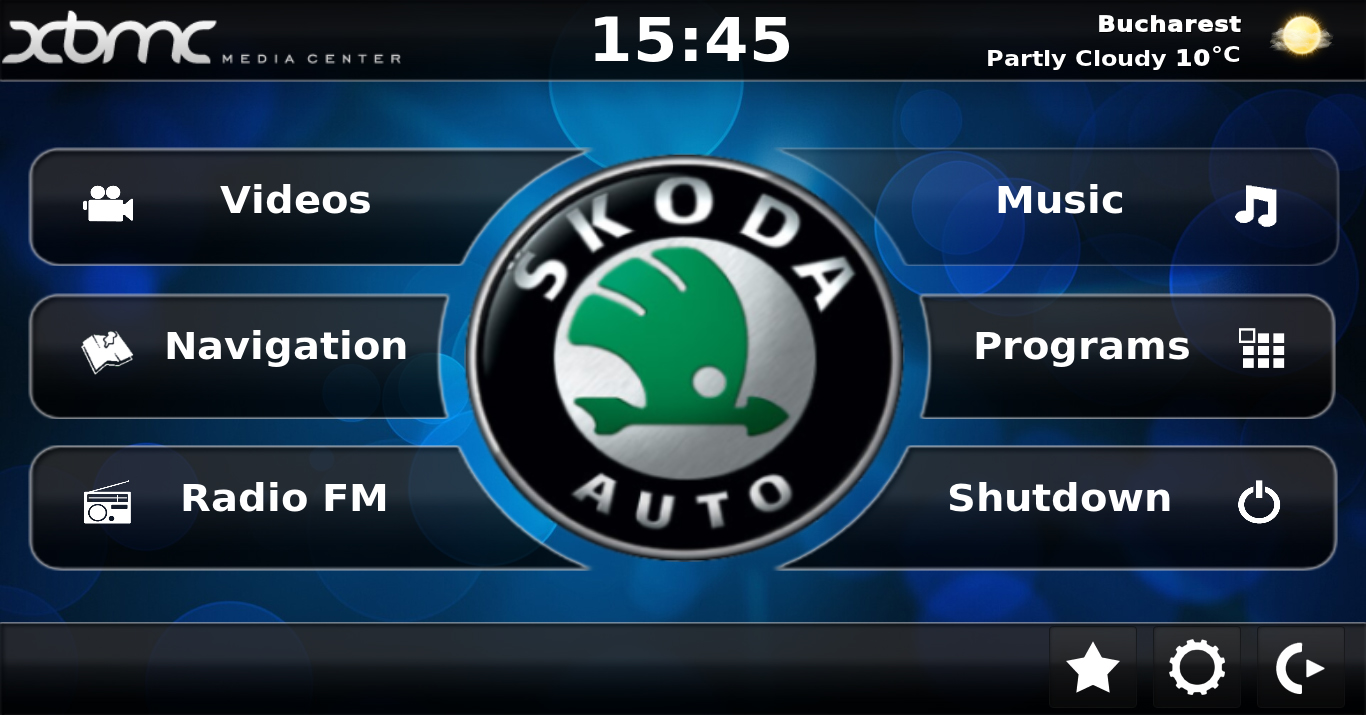 xbmc MEDIA CENTER
15:45
Bucharest
Partly Cloudy 10°C
Videos
Music
SKODA
Navigation
Programs
AUTO
Radio FM
Shutdown